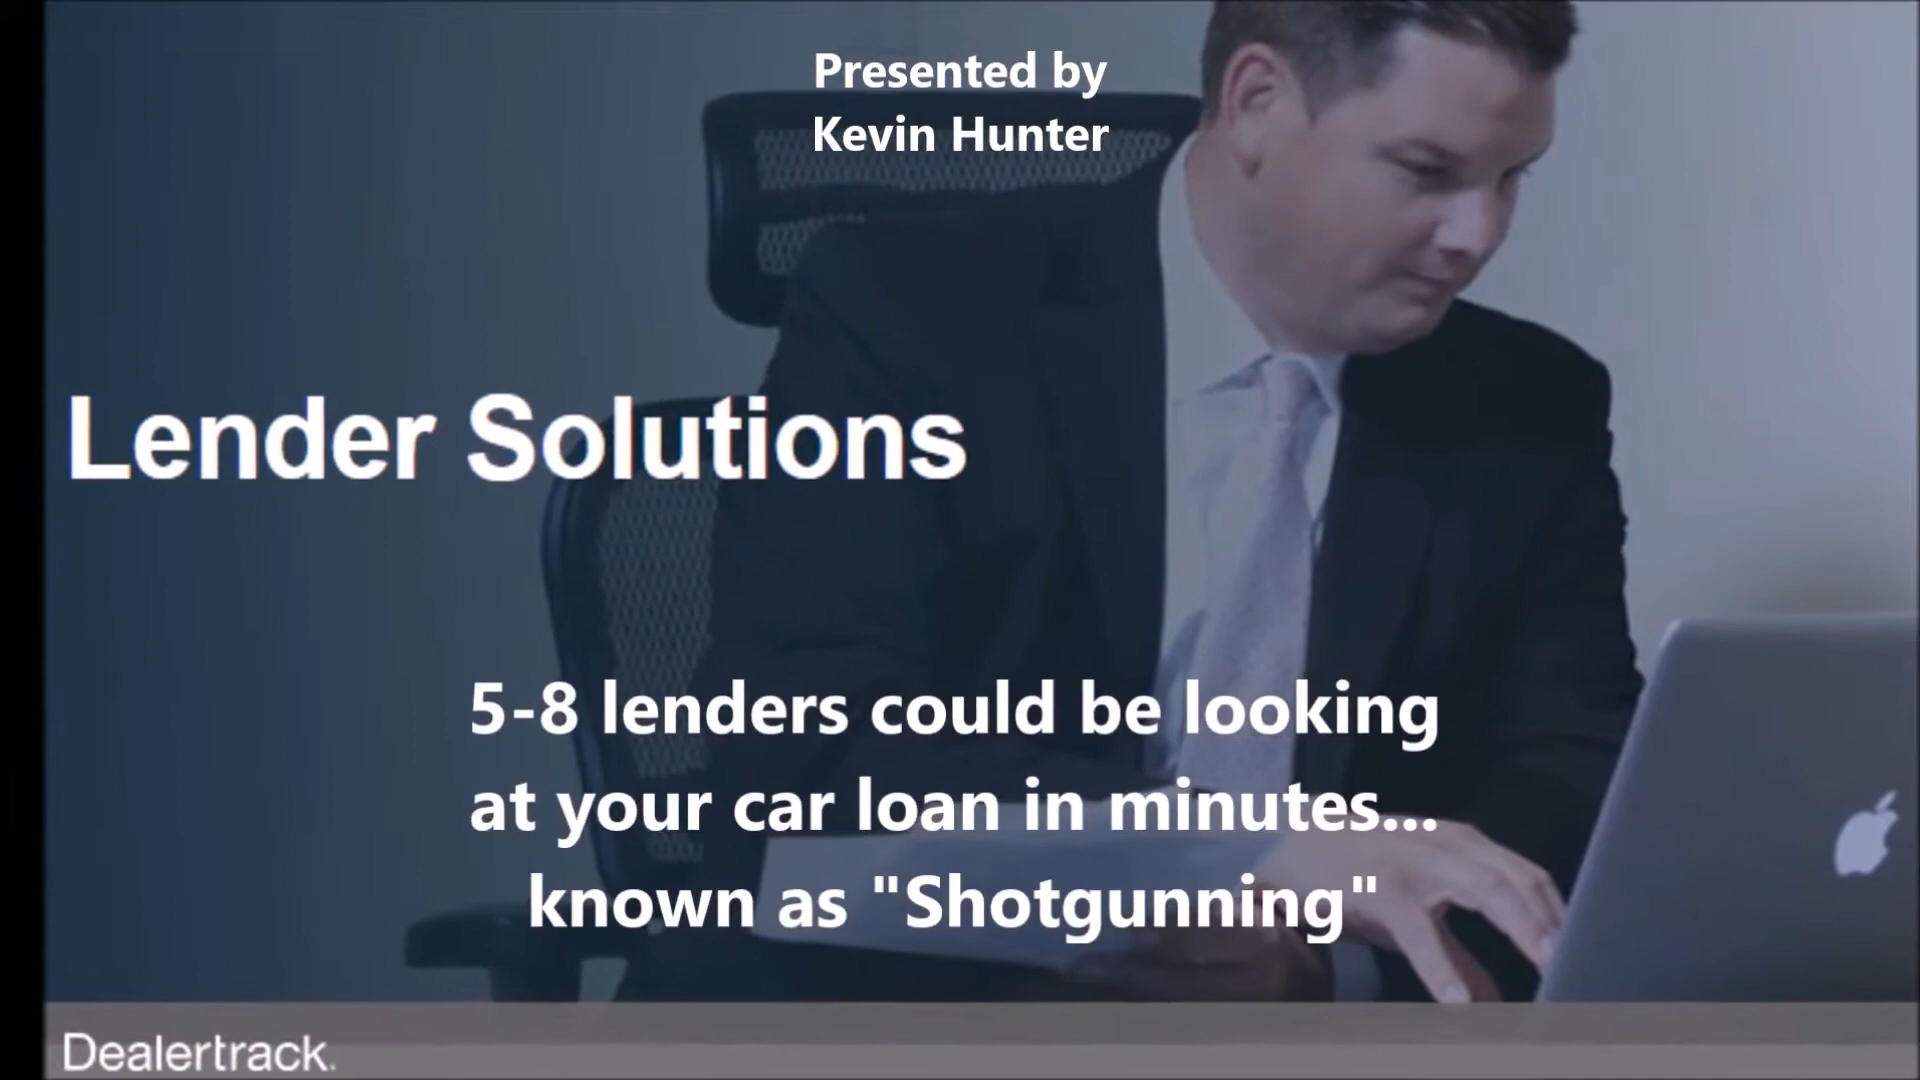 Presented by
Kevin Hunter
Lender Solutions
5-8 lenders could be looking
at your car loan in minutes...
known as "Shotgunning"
Dealertrack.